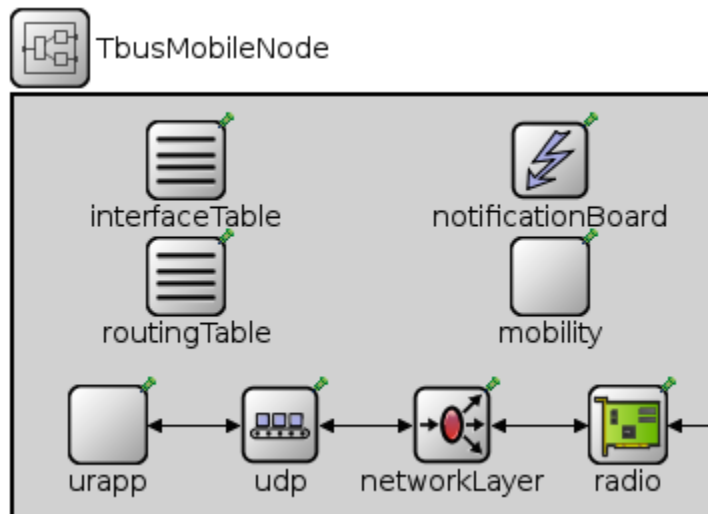 TbusMobileNode
interfaceTable
notificationBoard
routingTable
mobility
urapp
udp
networkLayer
radio